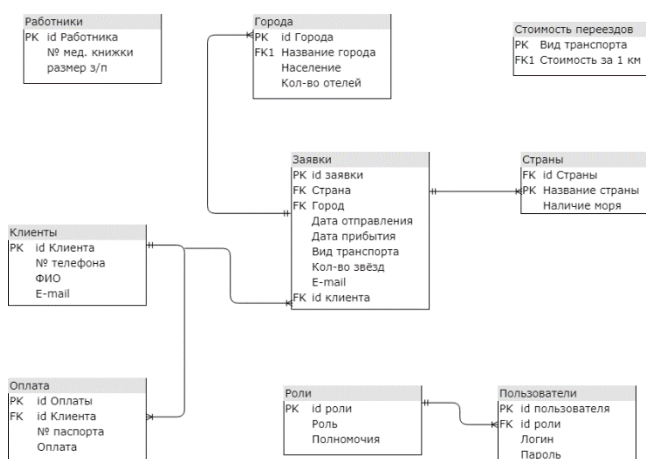 Работники
PK id Работника
№ мед. книжки
размер з/п
Города
PK id Города
FK1 Название города
Население
Кол-во отелей
Стоимость переездов
PK Вид транспорта
FK1 Стоимость за 1 км
Заявки
PK id заявки
FK Страна
FK Город
Дата отправления
Дата прибытия
Вид транспорта
Кол-во звёзд
E-mail
FK id клиента
Страны
FK id Страны
PK Название страны
Наличие моря
Клиенты
PK id Клиента
№ телефона
ФИО
E-mail
Оплата
PK id Оплаты
FK id Клиента
№ паспорта
Оплата
Роли
PK id роли
Роль
Полномочия
Пользователи
PK id пользователя
FK id роли
Логин
Пароль